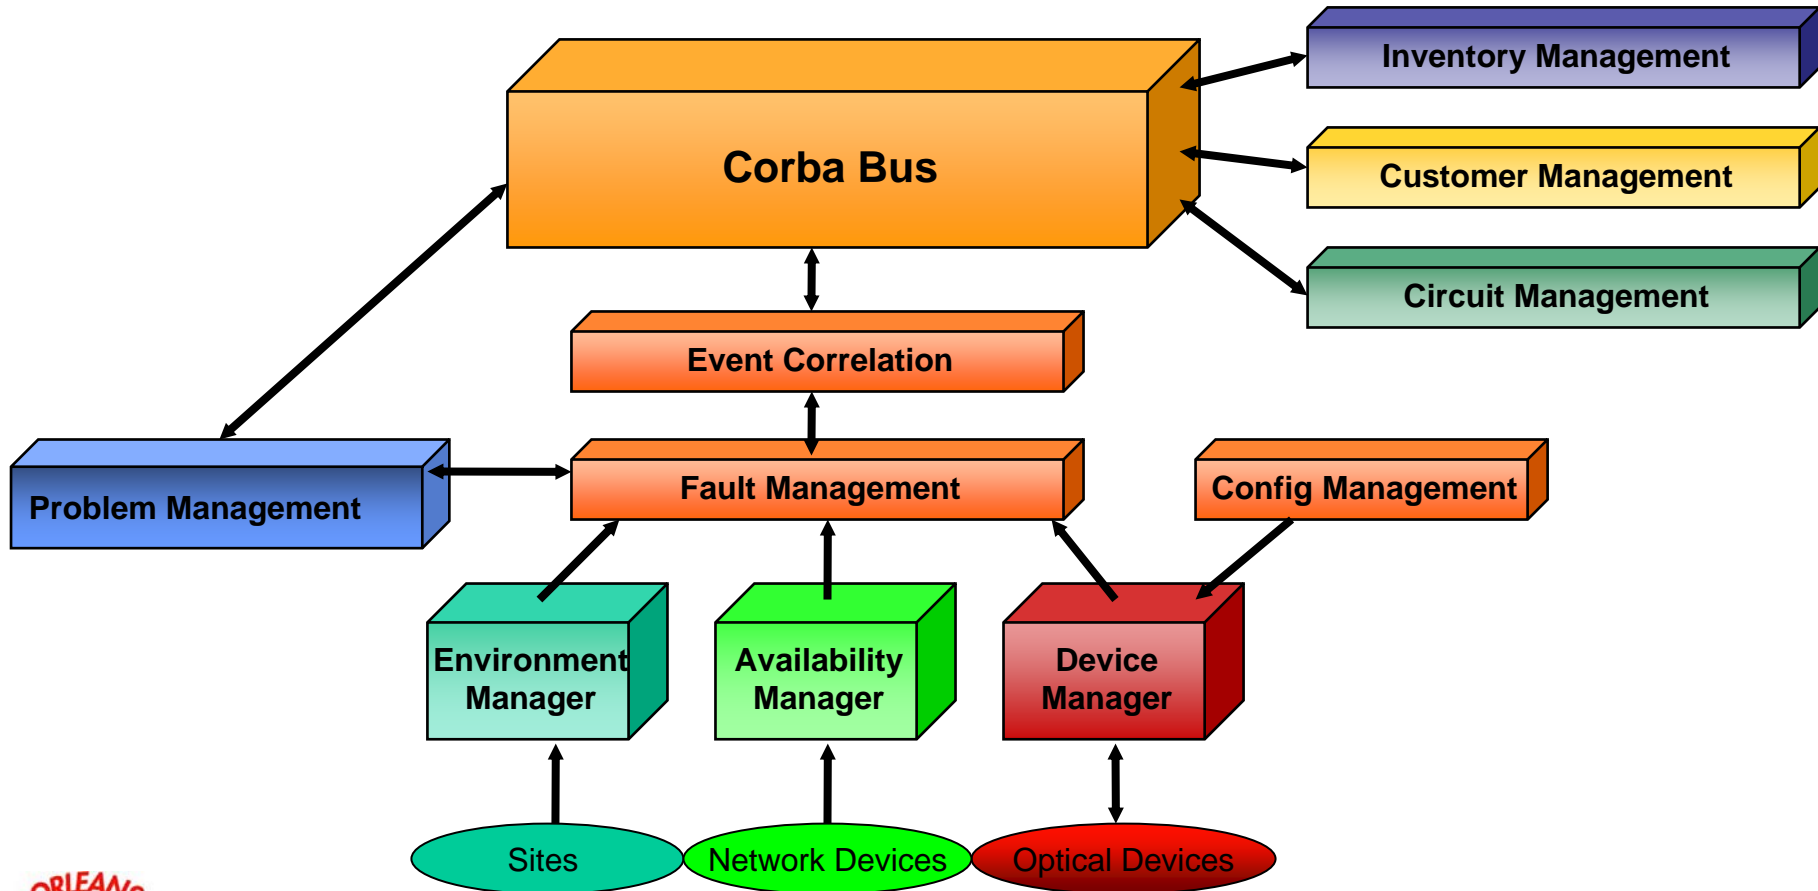 Inventory Management
Corba Bus
Customer Management
Circuit Management
Event Correlation
Problem Management
Fault Management
Config Management
Environment
Manager
Availability
Manager
Device
Manager
Sites
Network Devices
Optical Devices